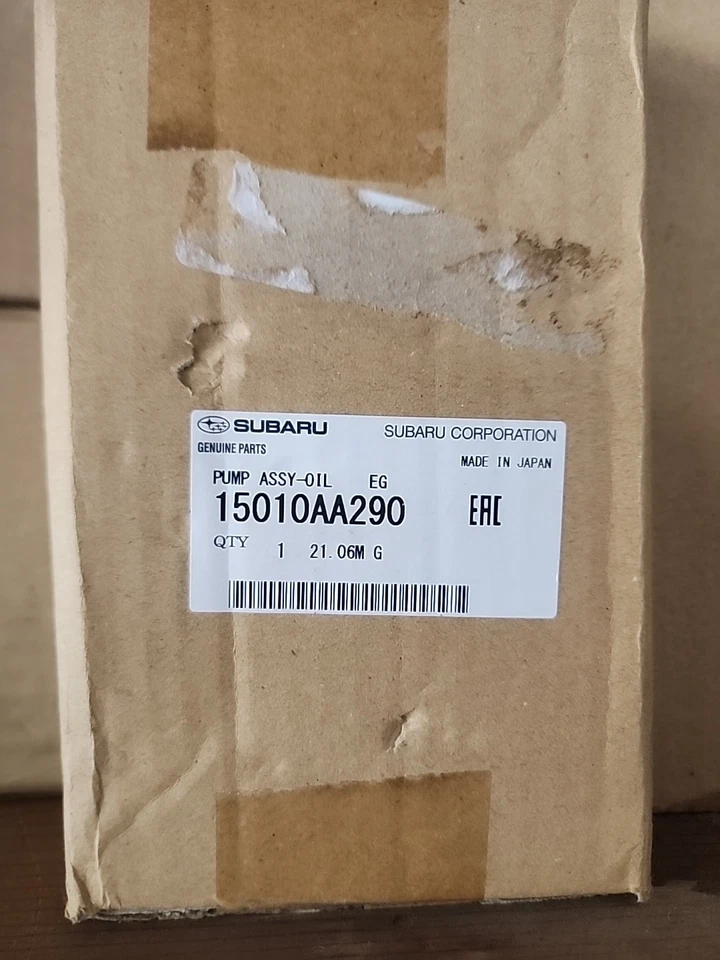 SUBARU SUBARU CORPORATION
GENUINE PARTS
MADE IN JAPAN
PUMP ASSY-OIL EG
15010AA290 EAC
QTY 1 21.06M G